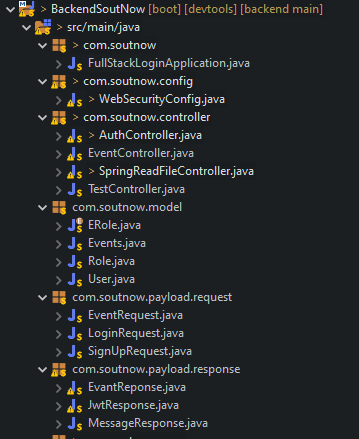 > BackendSoutNow [boot] [devtools] [backend main]
src/main/java
> com.soutnow
FullStackLoginApplication.java
> com.soutnow.config
> WebSecurityConfig.java
> com.soutnow.controller
> AuthController.java
EventController.java
> SpringReadFileController.java
TestController.java
com.soutnow.model
ERole.java
Events.java
Role.java
User.java
com.soutnow.payload.request
EventRequest.java
LoginRequest.java
SignUpRequest.java
com.soutnow.payload.response
EvantReponse.java
JwtResponse.java
MessageResponse.java